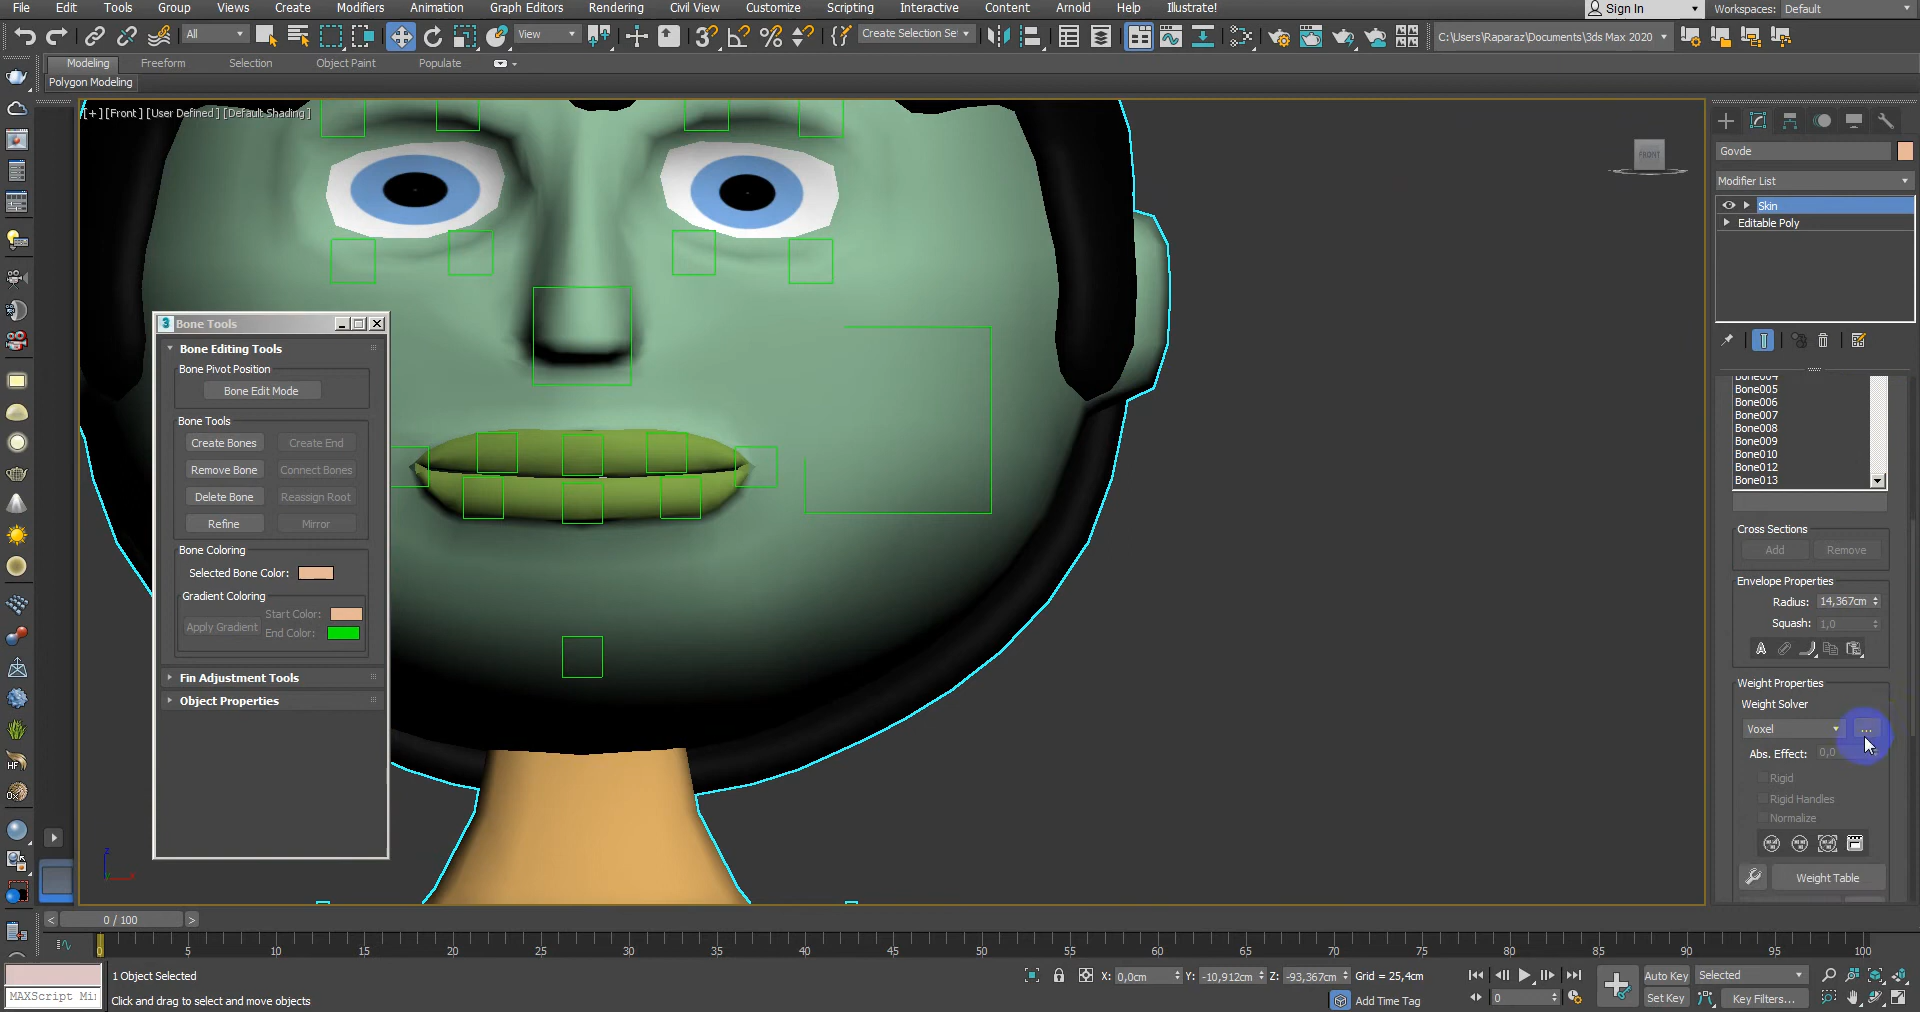 File Edit Tools Group Views Create Modifiers Animation Graph Editors Rendering Civil View Customize Scripting Interactive Content Arnold Help Illustrate! Sign In Workspaces: Default
All View Create Selection Se C:\Users\Raparaz\Documents\3ds Max 2020
Modeling Freeform Selection Object Paint Populate
Polygon Modeling
[+] [Front] [User Defined] [Default Shading]
FRONT
Govde
Modifier List
Skin
Editable Poly
3 Bone Tools
Bone Editing Tools
Bone Pivot Position
Bone Edit Mode
Bone Tools
Create Bones Create End
Remove Bone Connect Bones
Delete Bone Reassign Root
Refine Mirror
Bone Coloring
Selected Bone Color:
Gradient Coloring
Start Color:
Apply Gradient
End Color:
Fin Adjustment Tools
Object Properties
Bone004
Bone005
Bone006
Bone007
Bone008
Bone009
Bone010
Bone012
Bone013
Cross Sections
Add Remove
Envelope Properties
Radius: 14,367cm
Squash: 1,0
A
Weight Properties
Weight Solver
Voxel ...
Abs. Effect: 0,0
Rigid
Rigid Handles
Normalize
Weight Table
z
x
HF
< 0 / 100 >
0 5 10 15 20 25 30 35 40 45 50 55 60 65 70 75 80 85 90 95 100
1 Object Selected X: 0,0cm Y: -10,912cm Z: -93,367cm Grid = 25,4cm Auto Key Selected
MAXScript Mi Click and drag to select and move objects Add Time Tag 0 Set Key Key Filters...